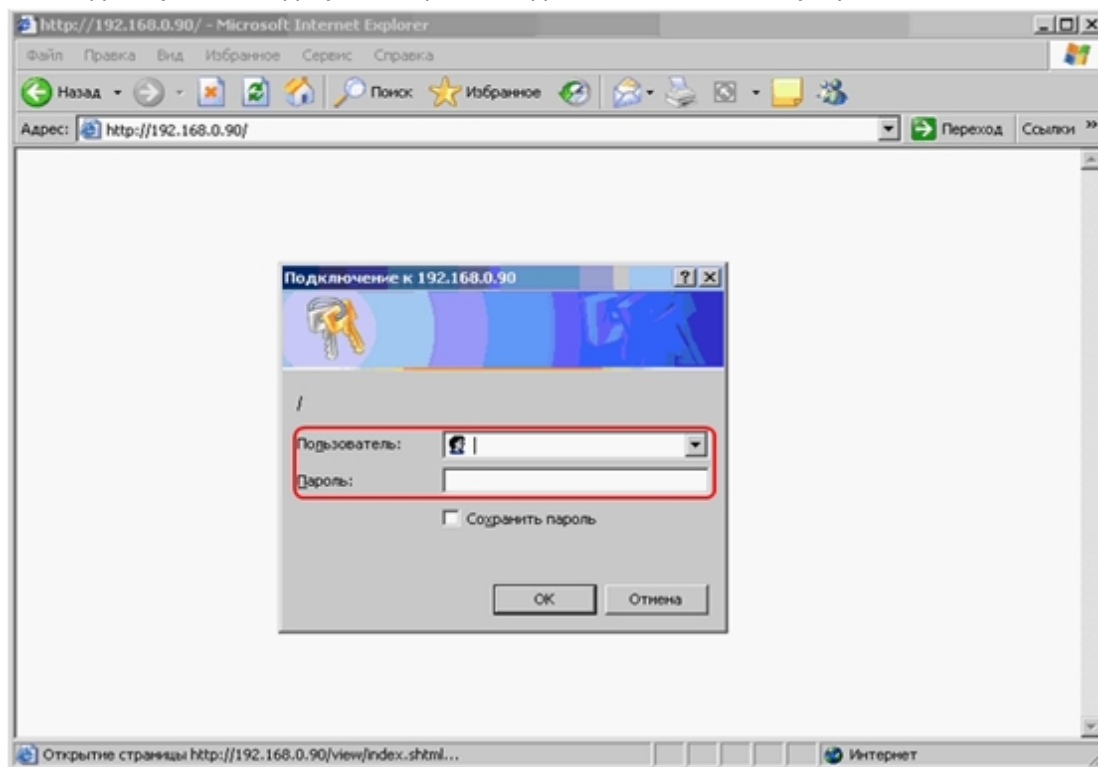 http://192.168.0.90/ - Microsoft Internet Explorer
Файл Правка Вид Избранное Сервис Справка
Назад Поиск Избранное
Адрес: http://192.168.0.90/ Переход Ссылки »
Подключение к 192.168.0.90
/
Пользователь:
Пароль:
Сохранить пароль
OK Отмена
Открытие страницы http://192.168.0.90/view/index.shtml... Интернет